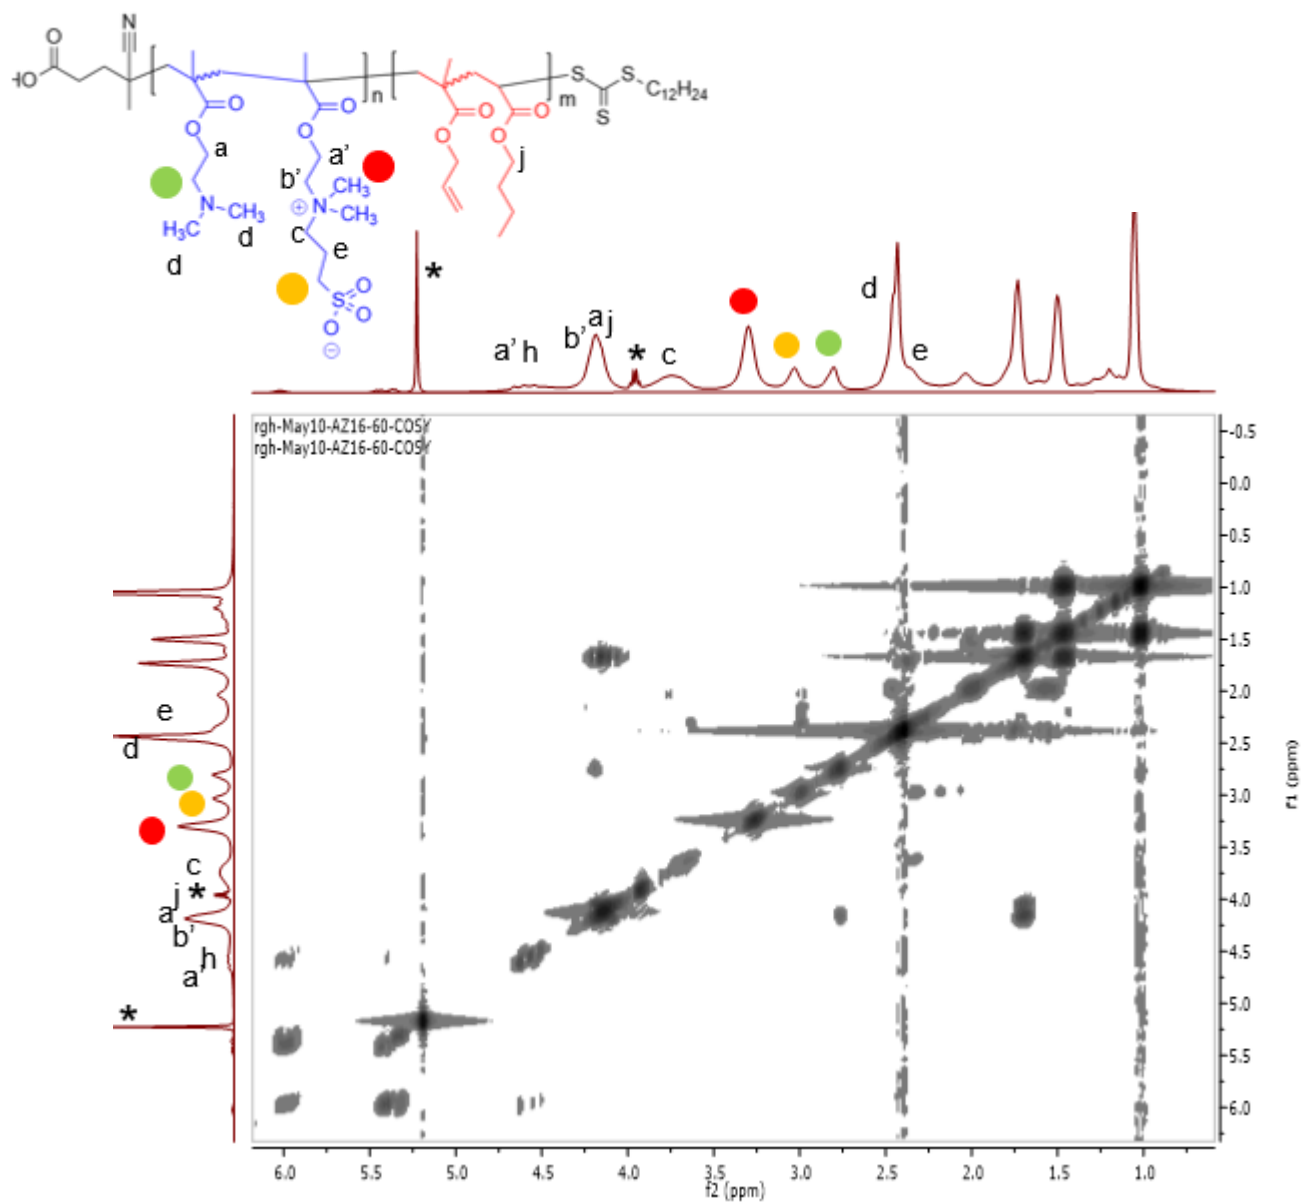 N
O
HO
O
O
n
O
O
m
S
S
S
C12H24
O
O
O
O
a
a'
j
b'
N
CH3
H3C
CH3
N
⊕
CH3
d
d
c
e
S
O
O
O
⊖
*
d
a' h
b'
a j
*
c
e
rgh-May10-AZ16-60-COSY
rgh-May10-AZ16-60-COSY
e
d
c
j *
a
b'
h
a'
*
-0.5
0.0
0.5
1.0
1.5
2.0
2.5
3.0
3.5
4.0
4.5
5.0
5.5
6.0
f1 (ppm)
6.0 5.5 5.0 4.5 4.0 3.5 3.0 2.5 2.0 1.5 1.0
f2 (ppm)